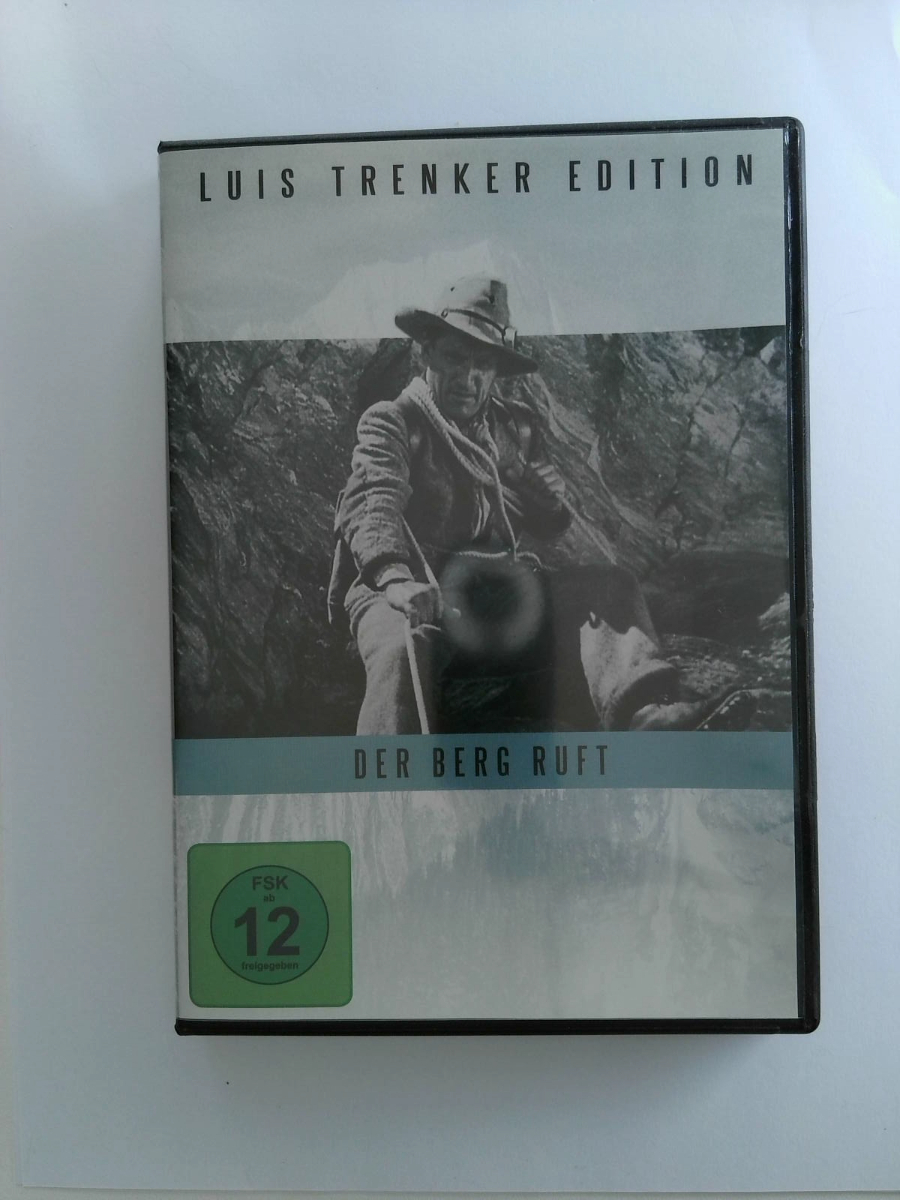 LUIS TRENKER EDITION
DER BERG RUFT
FSK
ab
12
freigegeben